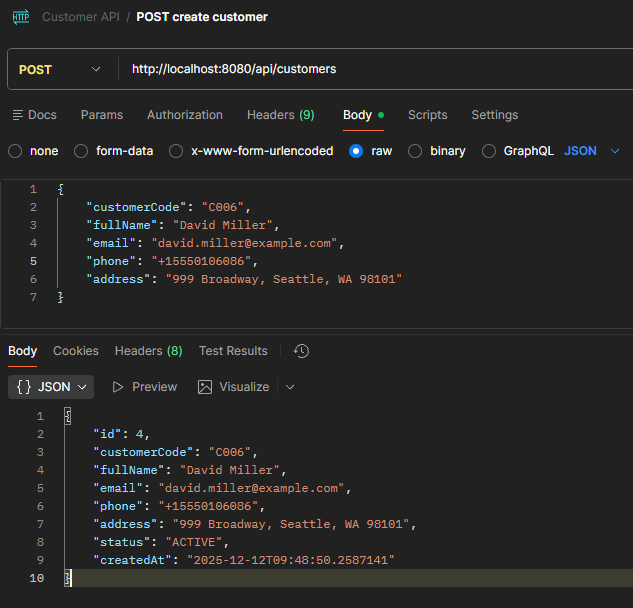 HTTP Customer API / POST create customer
POST http://localhost:8080/api/customers
Docs Params Authorization Headers (9) Body Scripts Settings
none form-data x-www-form-urlencoded raw binary GraphQL JSON
1 {
2 "customerCode": "C006",
3 "fullName": "David Miller",
4 "email": "david.miller@example.com",
5 "phone": "+15550106086",
6 "address": "999 Broadway, Seattle, WA 98101"
7 }
Body Cookies Headers (8) Test Results
{} JSON Preview Visualize
1 {
2 "id": 4,
3 "customerCode": "C006",
4 "fullName": "David Miller",
5 "email": "david.miller@example.com",
6 "phone": "+15550106086",
7 "address": "999 Broadway, Seattle, WA 98101",
8 "status": "ACTIVE",
9 "createdAt": "2025-12-12T09:48:50.2587141"
10 }